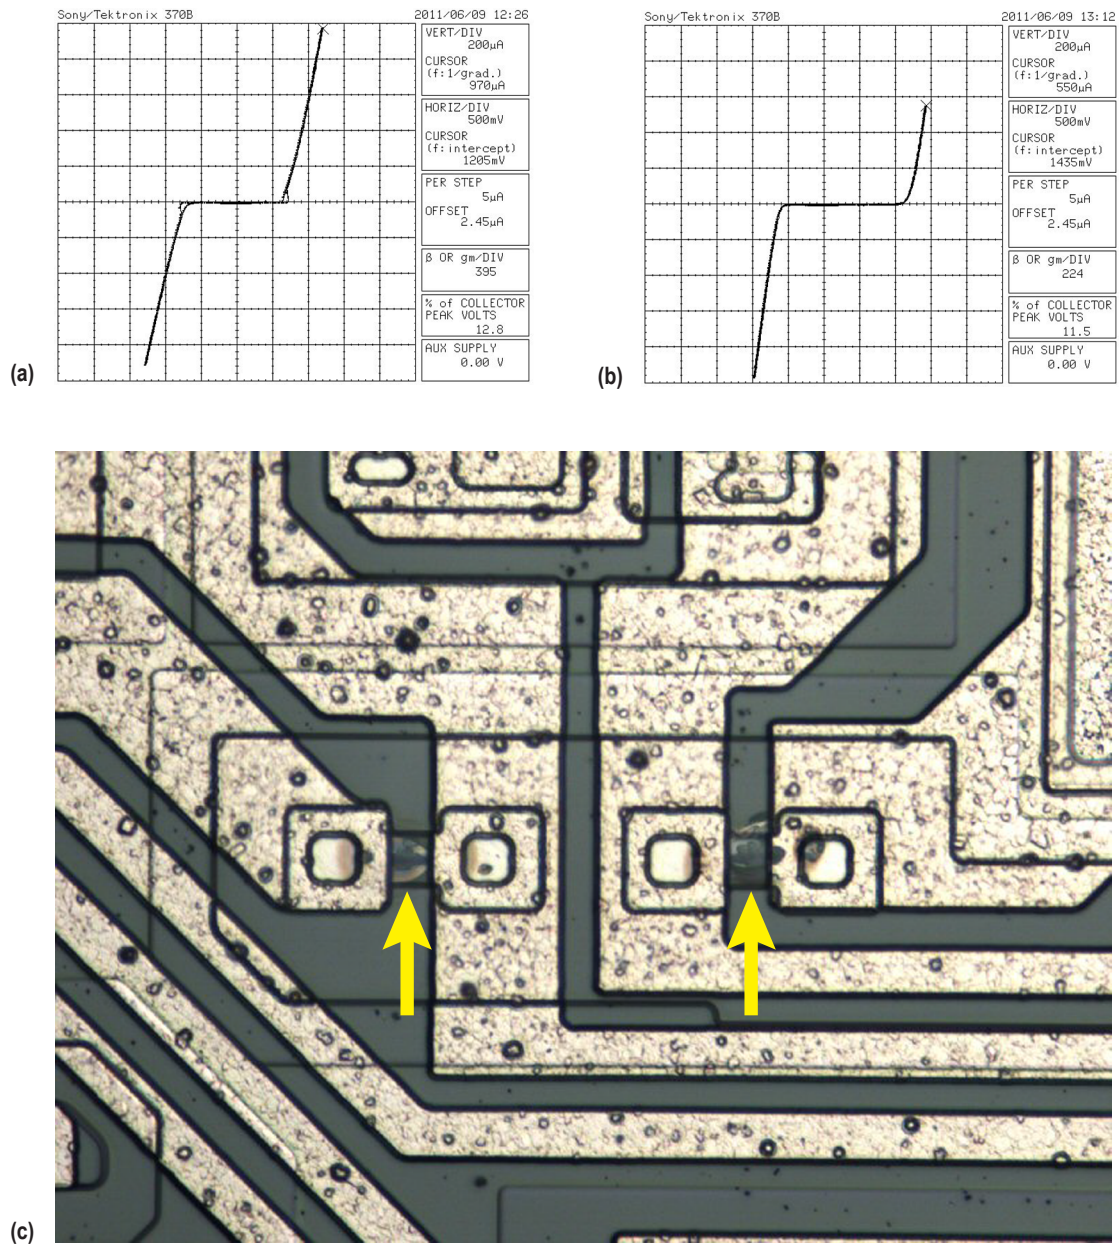 Sony/Tektronix 370B 2011/06/09 12:26
VERT/DIV
200µA
CURSOR
(f:1/grad.)
970µA
HORIZ/DIV
500mV
CURSOR
(f:intercept)
1205mV
PER STEP
5µA
OFFSET
2.45µA
β OR gm/DIV
395
% of COLLECTOR
PEAK VOLTS
12.8
AUX SUPPLY
0.00 V
(a)
Sony/Tektronix 370B 2011/06/09 13:12
VERT/DIV
200µA
CURSOR
(f:1/grad.)
550µA
HORIZ/DIV
500mV
CURSOR
(f:intercept)
1435mV
PER STEP
5µA
OFFSET
2.45µA
β OR gm/DIV
224
% of COLLECTOR
PEAK VOLTS
11.5
AUX SUPPLY
0.00 V
(b)
(c)